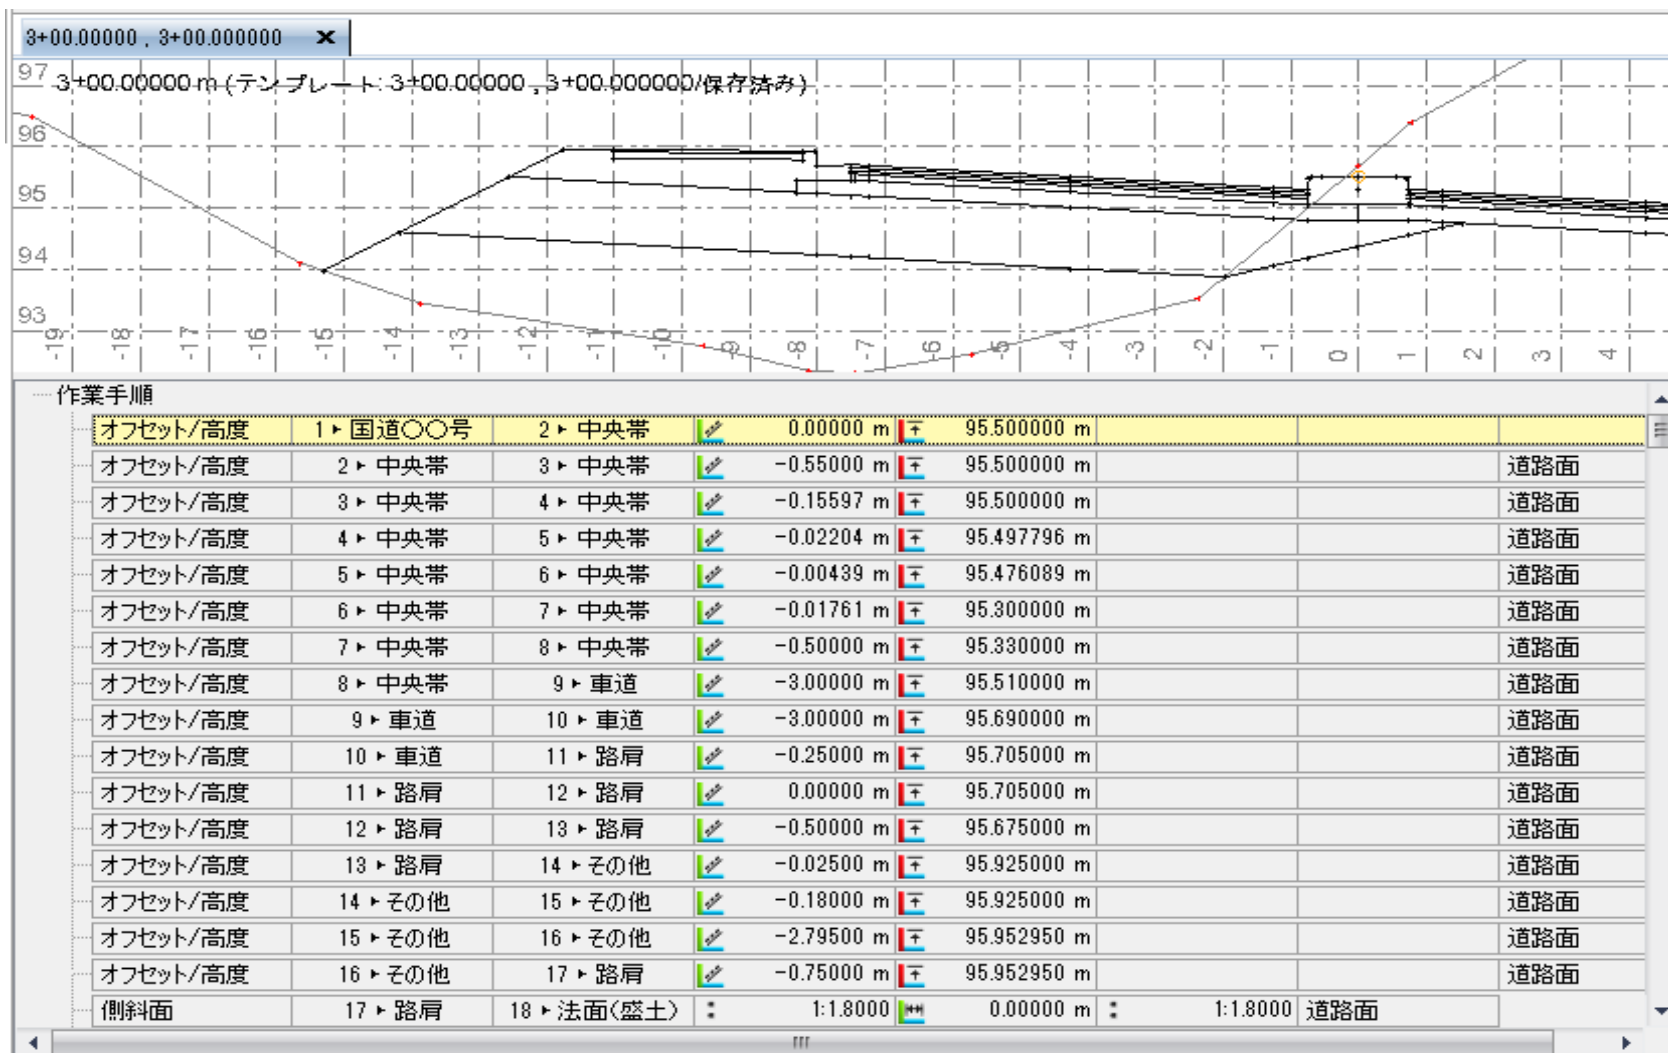 3+00.00000 , 3+00.000000 ×
3+00.00000 m (テンプレート: 3+00.00000 , 3+00.000000/保存済み)
97
96
95
94
93
-19 -18 -17 -16 -15 -14 -13 -12 -11 -10 -9 -8 -7 -6 -5 -4 -3 -2 -1 0 1 2 3 4
作業手順
オフセット/高度 1 ▸ 国道〇〇号 2 ▸ 中央帯 0.00000 m 95.500000 m
オフセット/高度 2 ▸ 中央帯 3 ▸ 中央帯 -0.55000 m 95.500000 m 道路面
オフセット/高度 3 ▸ 中央帯 4 ▸ 中央帯 -0.15597 m 95.500000 m 道路面
オフセット/高度 4 ▸ 中央帯 5 ▸ 中央帯 -0.02204 m 95.497796 m 道路面
オフセット/高度 5 ▸ 中央帯 6 ▸ 中央帯 -0.00439 m 95.476089 m 道路面
オフセット/高度 6 ▸ 中央帯 7 ▸ 中央帯 -0.01761 m 95.300000 m 道路面
オフセット/高度 7 ▸ 中央帯 8 ▸ 中央帯 -0.50000 m 95.330000 m 道路面
オフセット/高度 8 ▸ 中央帯 9 ▸ 車道 -3.00000 m 95.510000 m 道路面
オフセット/高度 9 ▸ 車道 10 ▸ 車道 -3.00000 m 95.690000 m 道路面
オフセット/高度 10 ▸ 車道 11 ▸ 路肩 -0.25000 m 95.705000 m 道路面
オフセット/高度 11 ▸ 路肩 12 ▸ 路肩 0.00000 m 95.705000 m 道路面
オフセット/高度 12 ▸ 路肩 13 ▸ 路肩 -0.50000 m 95.675000 m 道路面
オフセット/高度 13 ▸ 路肩 14 ▸ その他 -0.02500 m 95.925000 m 道路面
オフセット/高度 14 ▸ その他 15 ▸ その他 -0.18000 m 95.925000 m 道路面
オフセット/高度 15 ▸ その他 16 ▸ その他 -2.79500 m 95.952950 m 道路面
オフセット/高度 16 ▸ その他 17 ▸ 路肩 -0.75000 m 95.952950 m 道路面
側斜面 17 ▸ 路肩 18 ▸ 法面(盛土) : 1:1.8000 0.00000 m : 1:1.8000 道路面